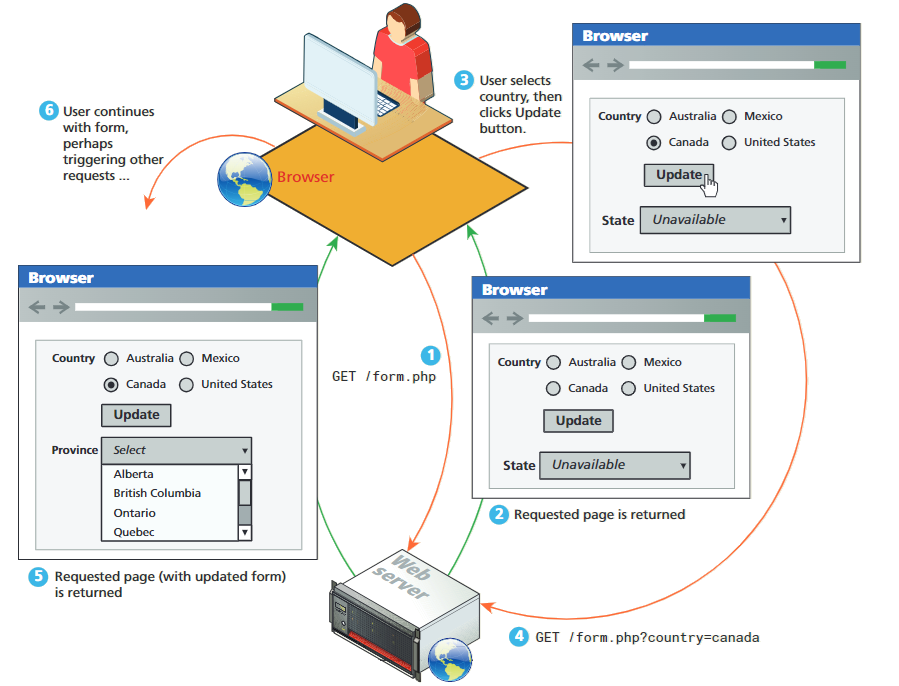 Browser
Country Australia Mexico
Canada United States
Update
State Unavailable
3 User selects
country, then
clicks Update
button.
6 User continues
with form,
perhaps
triggering other
requests ...
Browser
Browser
Country Australia Mexico
Canada United States
Update
Province Select
Alberta
British Columbia
Ontario
Quebec
5 Requested page (with updated form)
is returned
1
GET /form.php
Browser
Country Australia Mexico
Canada United States
Update
State Unavailable
2 Requested page is returned
Web
server
4 GET /form.php?country=canada